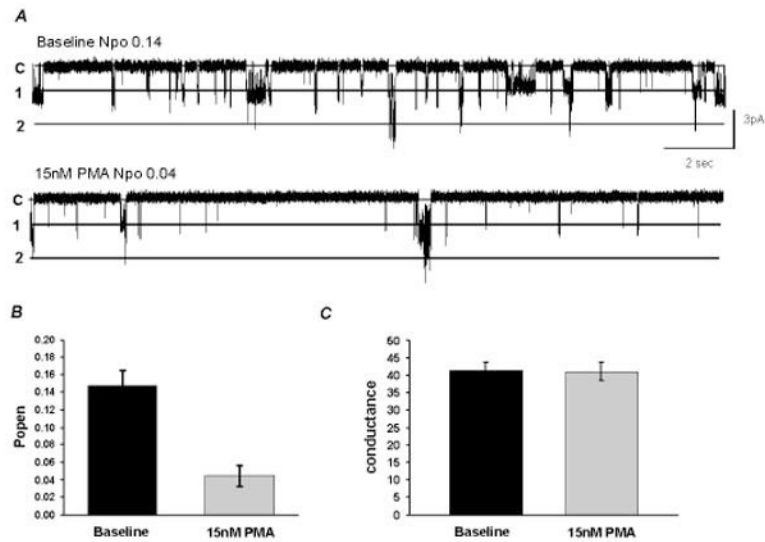 A
Baseline Npo 0.14
C
1
2
3pA
2 sec
15nM PMA Npo 0.04
C
1
2
B
0.20
0.18
0.16
0.14
0.12
0.10
0.08
0.06
0.04
0.02
0.00
Popen
Baseline
15nM PMA
C
50
45
40
35
30
25
20
15
10
5
0
conductance
Baseline
15nM PMA